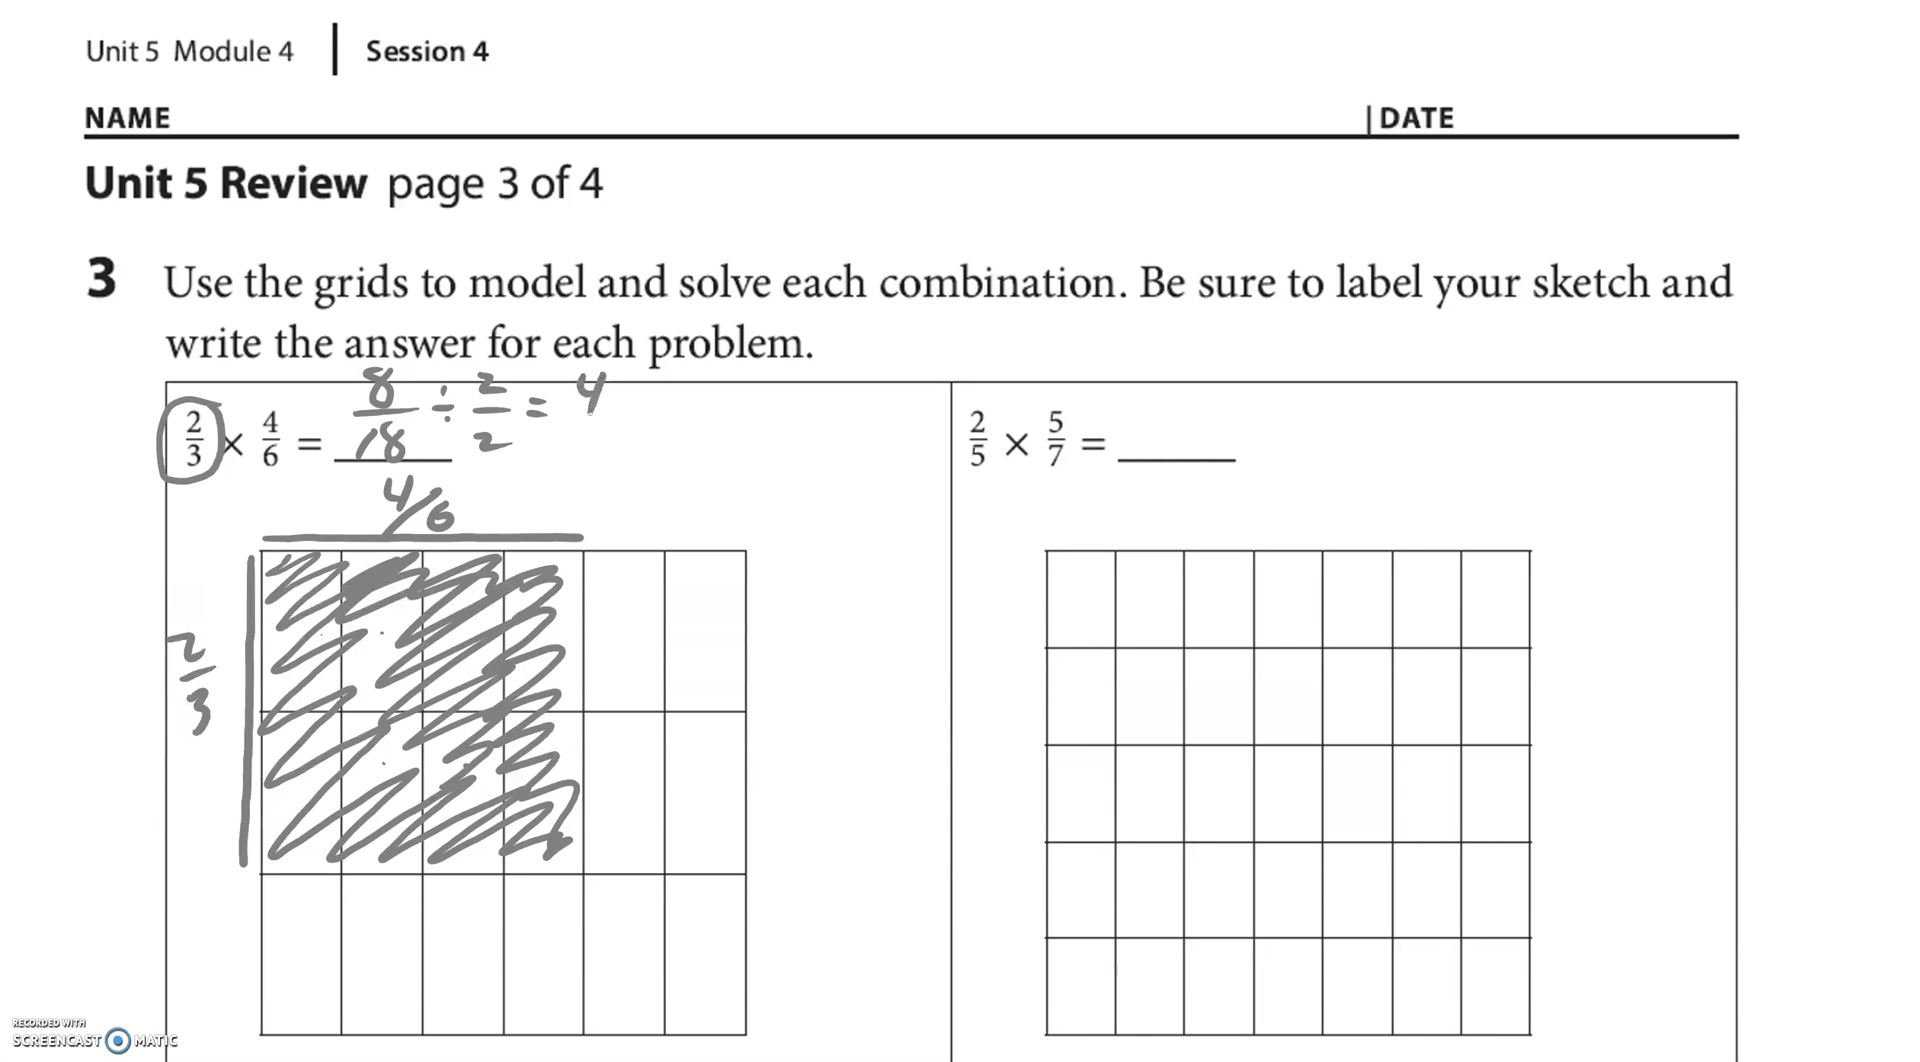 Unit 5 Module 4 | Session 4
NAME | DATE
Unit 5 Review page 3 of 4
3 Use the grids to model and solve each combination. Be sure to label your sketch and
write the answer for each problem.
2/3 × 4/6 = 8/18 ÷ 2/2 = 4
4/6
2/3
2/5 × 5/7 = ______
RECORDED WITH
SCREENCAST MATIC